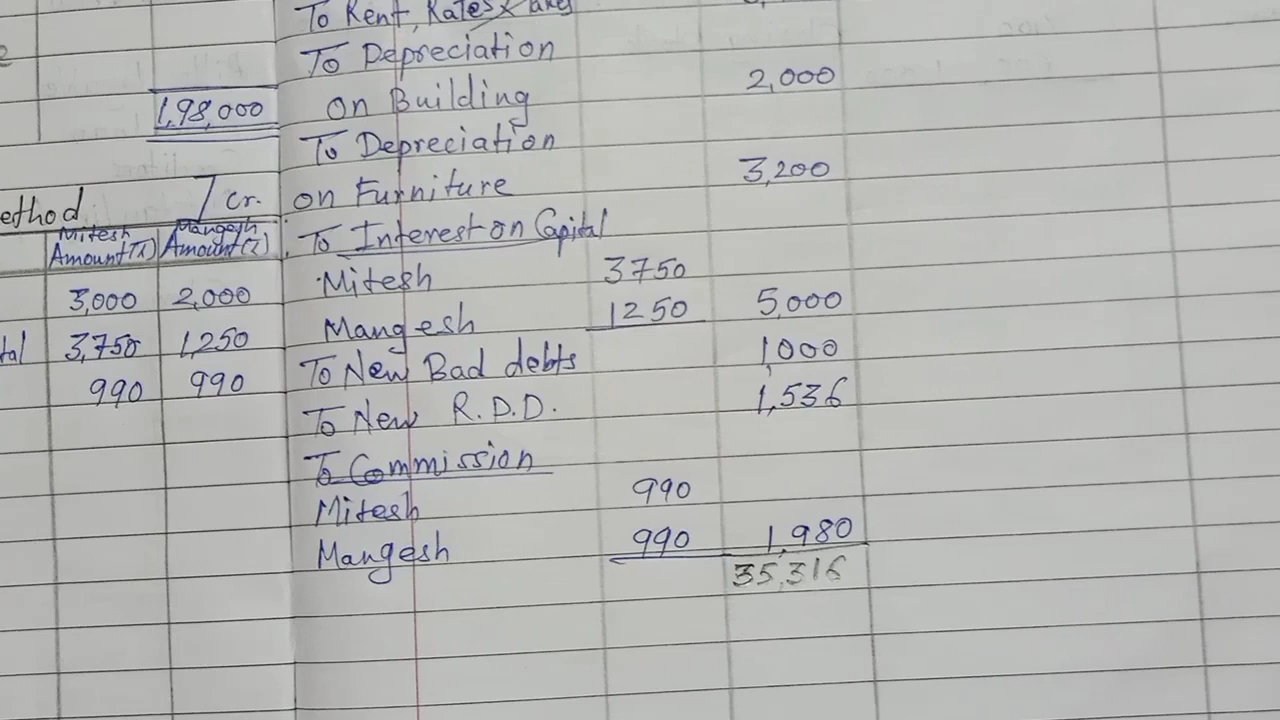 To Rent, Rates
To Depreciation
on Building 2,000
1,98,000
To Depreciation
on Furniture 3,200
ethod ] Cr.
Mitesh Mangesh
Amount(₹) Amount(₹)
To Interest on Capital
3,000 2,000
Mitesh 3750
tal 3,750 1,250
Mangesh 1250 5,000
990 990
To New Bad debts 1,000
To New R.D.D. 1,536
To Commission
Mitesh 990
Mangesh 990 1,980
35,316